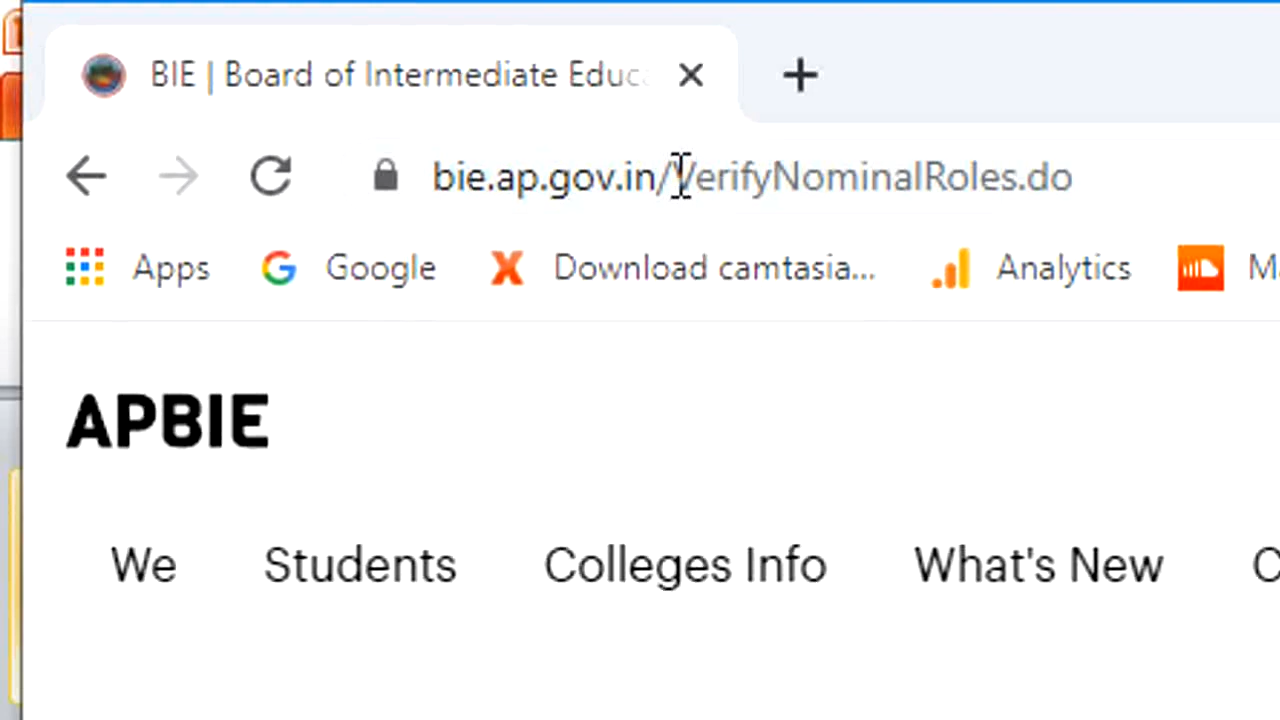 BIE | Board of Intermediate Educ
bie.ap.gov.in/VerifyNominalRoles.do
Apps Google Download camtasia... Analytics
APBIE
We Students Colleges Info What's New